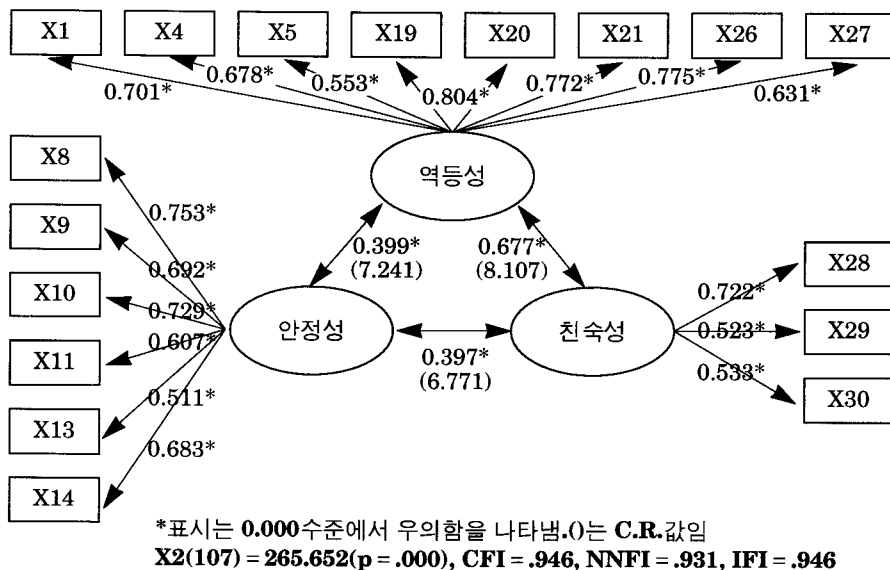 X1 X4 X5 X19 X20 X21 X26 X27
0.701* 0.678* 0.553* 0.804* 0.772* 0.775* 0.631*
역등성
X8
X9
X10
X11
X13
X14
0.753*
0.692*
0.729*
0.607*
0.511*
0.683*
0.399*
(7.241)
0.677*
(8.107)
안정성
친숙성
0.397*
(6.771)
0.722*
0.523*
0.533*
X28
X29
X30
*표시는 0.000수준에서 우의함을 나타냄.()는 C.R.값임
X2(107) = 265.652(p = .000), CFI = .946, NNFI = .931, IFI = .946